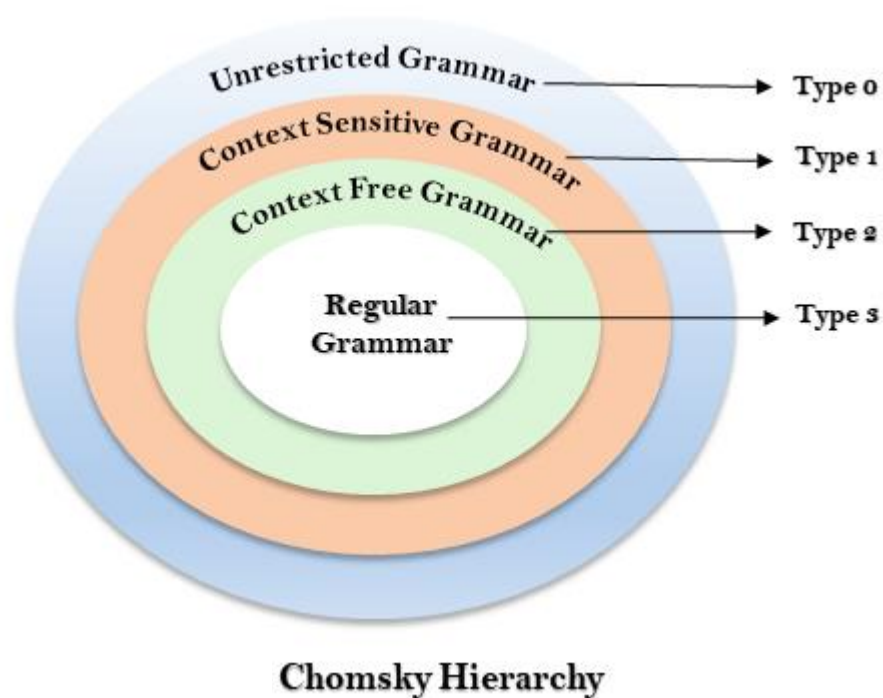 Unrestricted Grammar
Type 0
Context Sensitive Grammar
Type 1
Context Free Grammar
Type 2
Regular
Grammar
Type 3
Chomsky Hierarchy